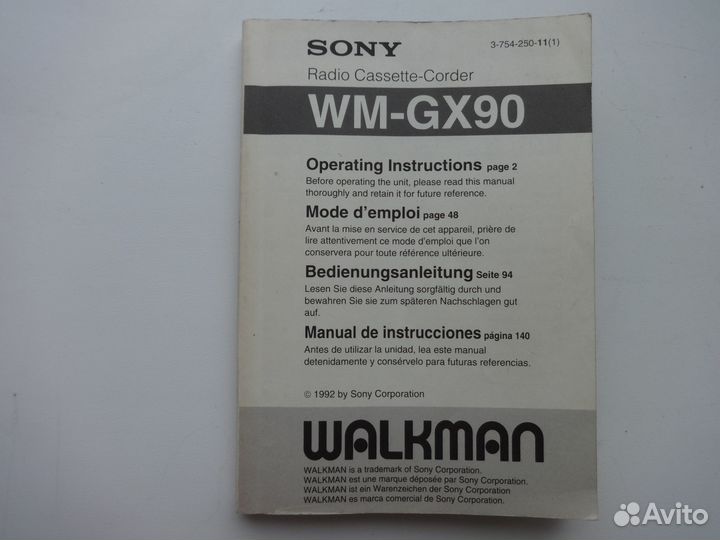 SONY
3-754-250-11(1)
Radio Cassette-Corder
WM-GX90
Operating Instructions page 2
Before operating the unit, please read this manual
thoroughly and retain it for future reference.
Mode d'emploi page 48
Avant la mise en service de cet appareil, prière de
lire attentivement ce mode d'emploi que l'on
conservera pour toute référence ultérieure.
Bedienungsanleitung Seite 94
Lesen Sie diese Anleitung sorgfältig durch und
bewahren Sie sie zum späteren Nachschlagen gut
auf.
Manual de instrucciones página 140
Antes de utilizar la unidad, lea este manual
detenidamente y consérvelo para futuras referencias.
© 1992 by Sony Corporation
WALKMAN
WALKMAN is a trademark of Sony Corporation.
WALKMAN est une marque déposée par Sony Corporation.
WALKMAN ist ein Warenzeichen der Sony Corporation
WALKMAN es marca comercial de Sony Corporation.
Avito